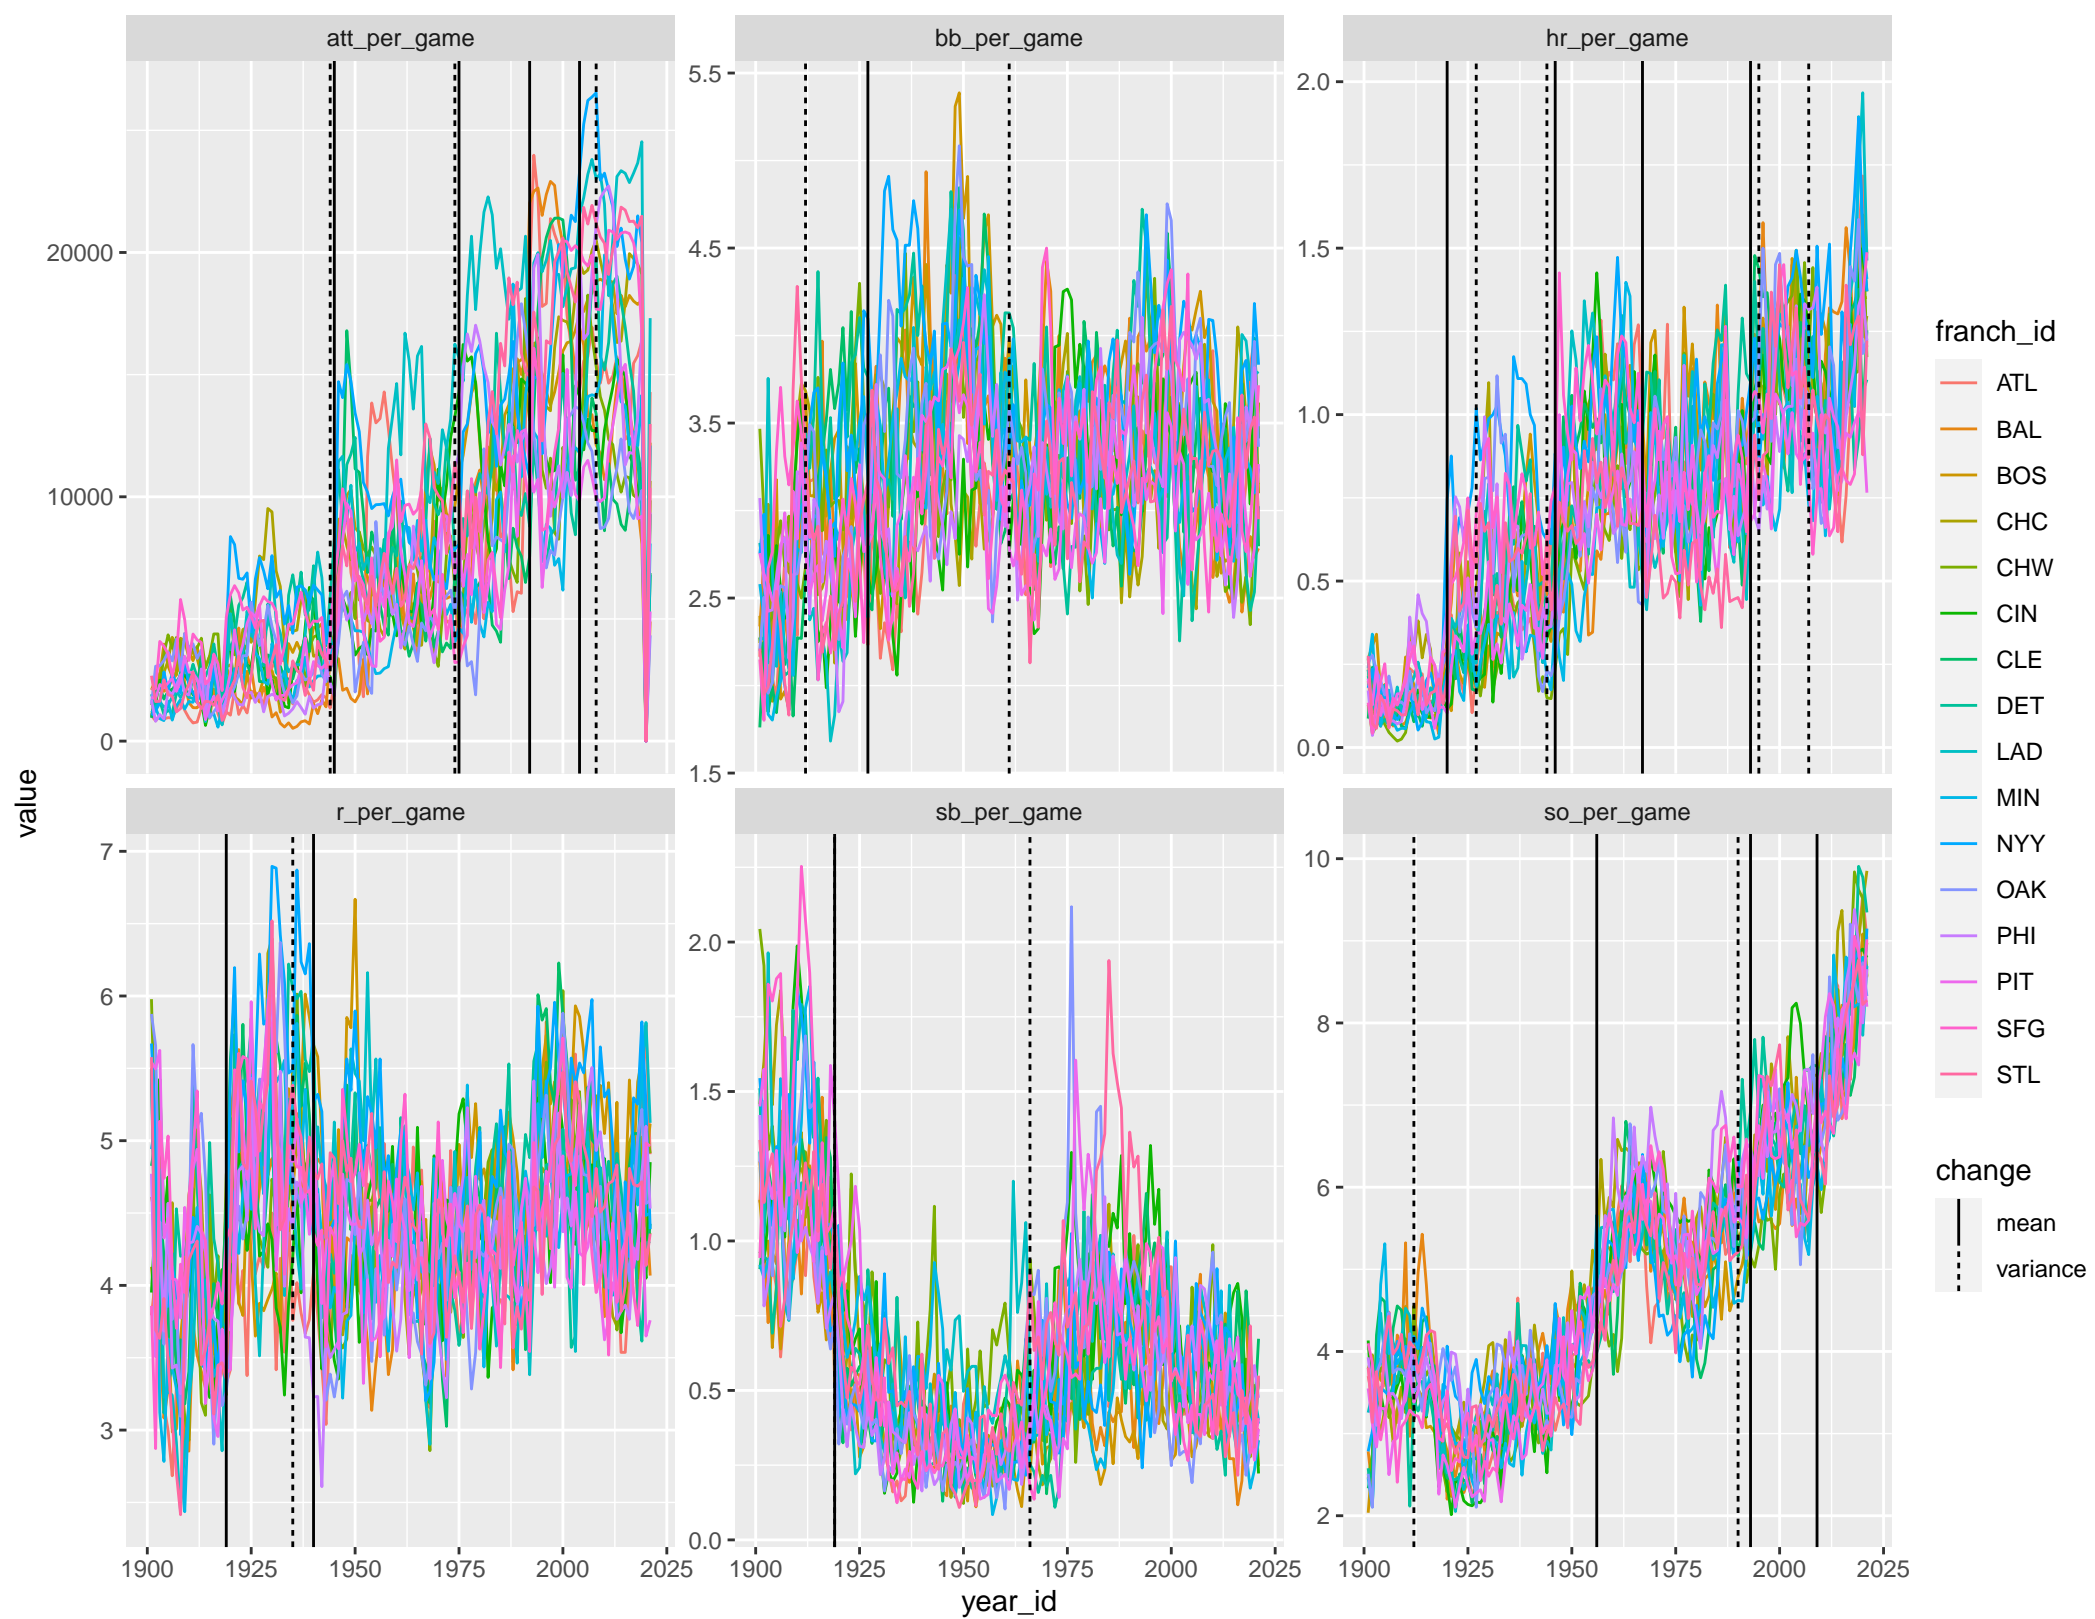 att_per_game
bb_per_game
hr_per_game
20000
10000
0
5.5
4.5
3.5
2.5
1.5
2.0
1.5
1.0
0.5
0.0
value
r_per_game
sb_per_game
so_per_game
7
6
5
4
3
2.0
1.5
1.0
0.5
0.0
10
8
6
4
2
1900 1925 1950 1975 2000 2025
1900 1925 1950 1975 2000 2025
1900 1925 1950 1975 2000 2025
year_id
franch_id
ATL
BAL
BOS
CHC
CHW
CIN
CLE
DET
LAD
MIN
NYY
OAK
PHI
PIT
SFG
STL
change
mean
variance